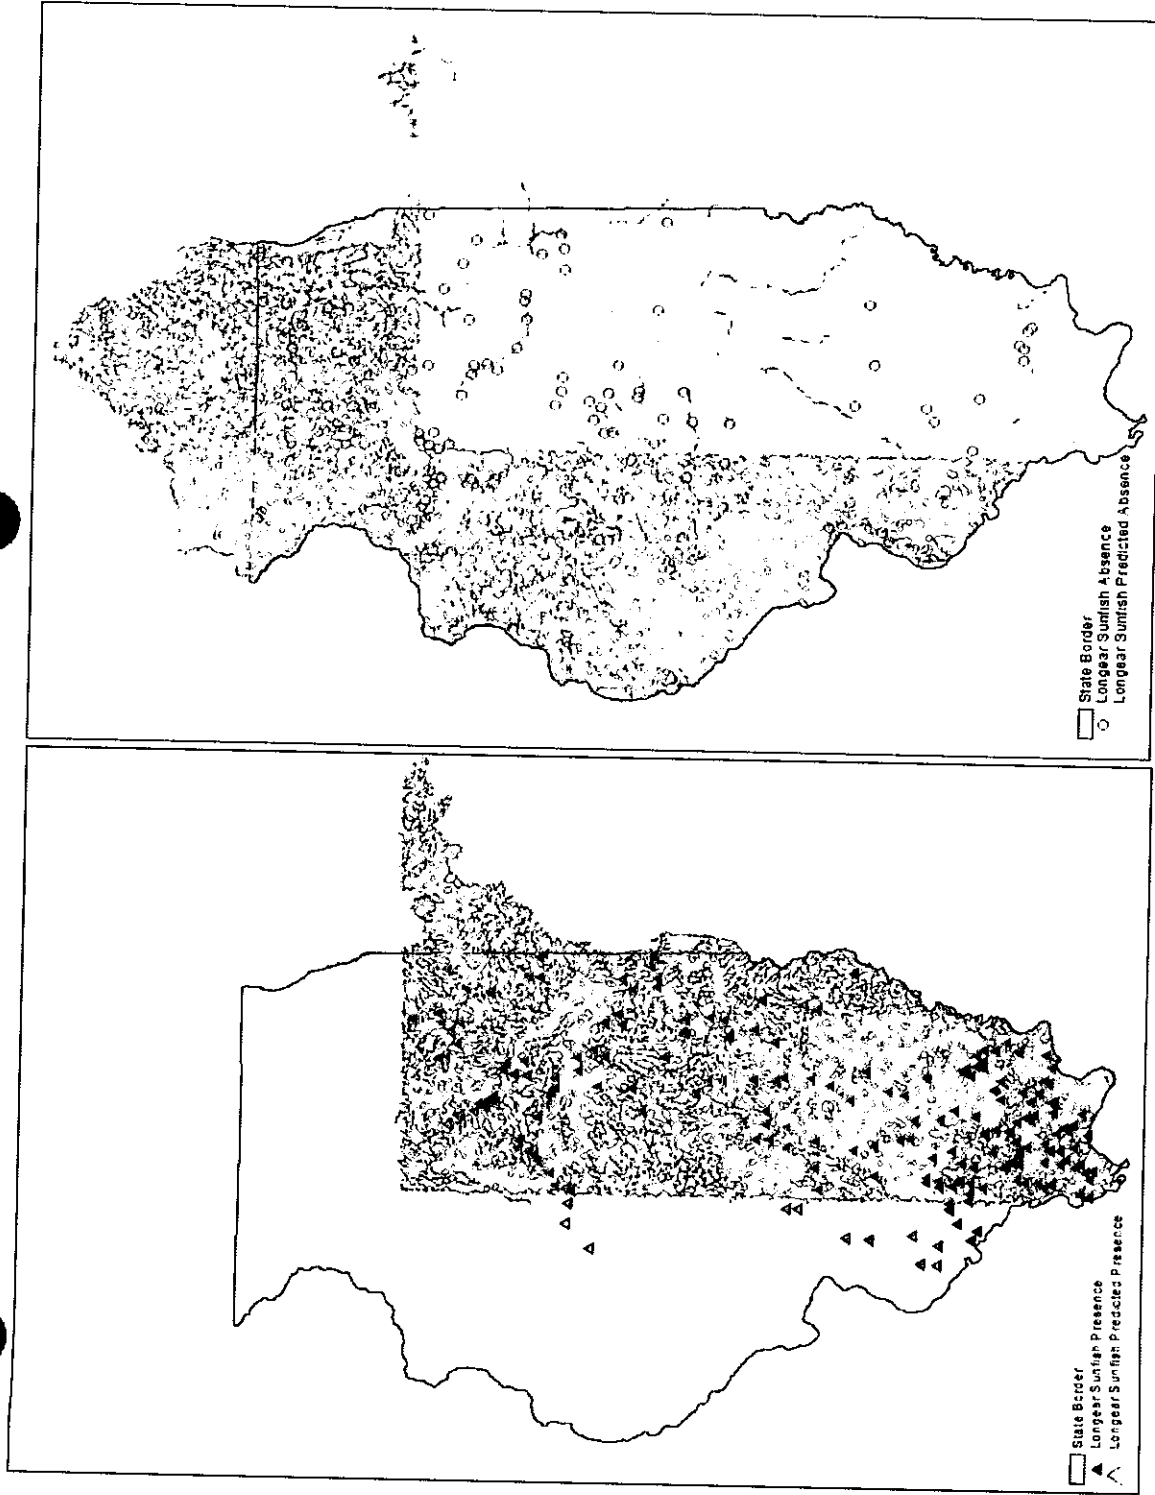 State Border
Longear Sunfish Presence
Longear Sunfish Predicted Presence
State Border
Longear Sunfish Absence
Longear Sunfish Predicted Absence